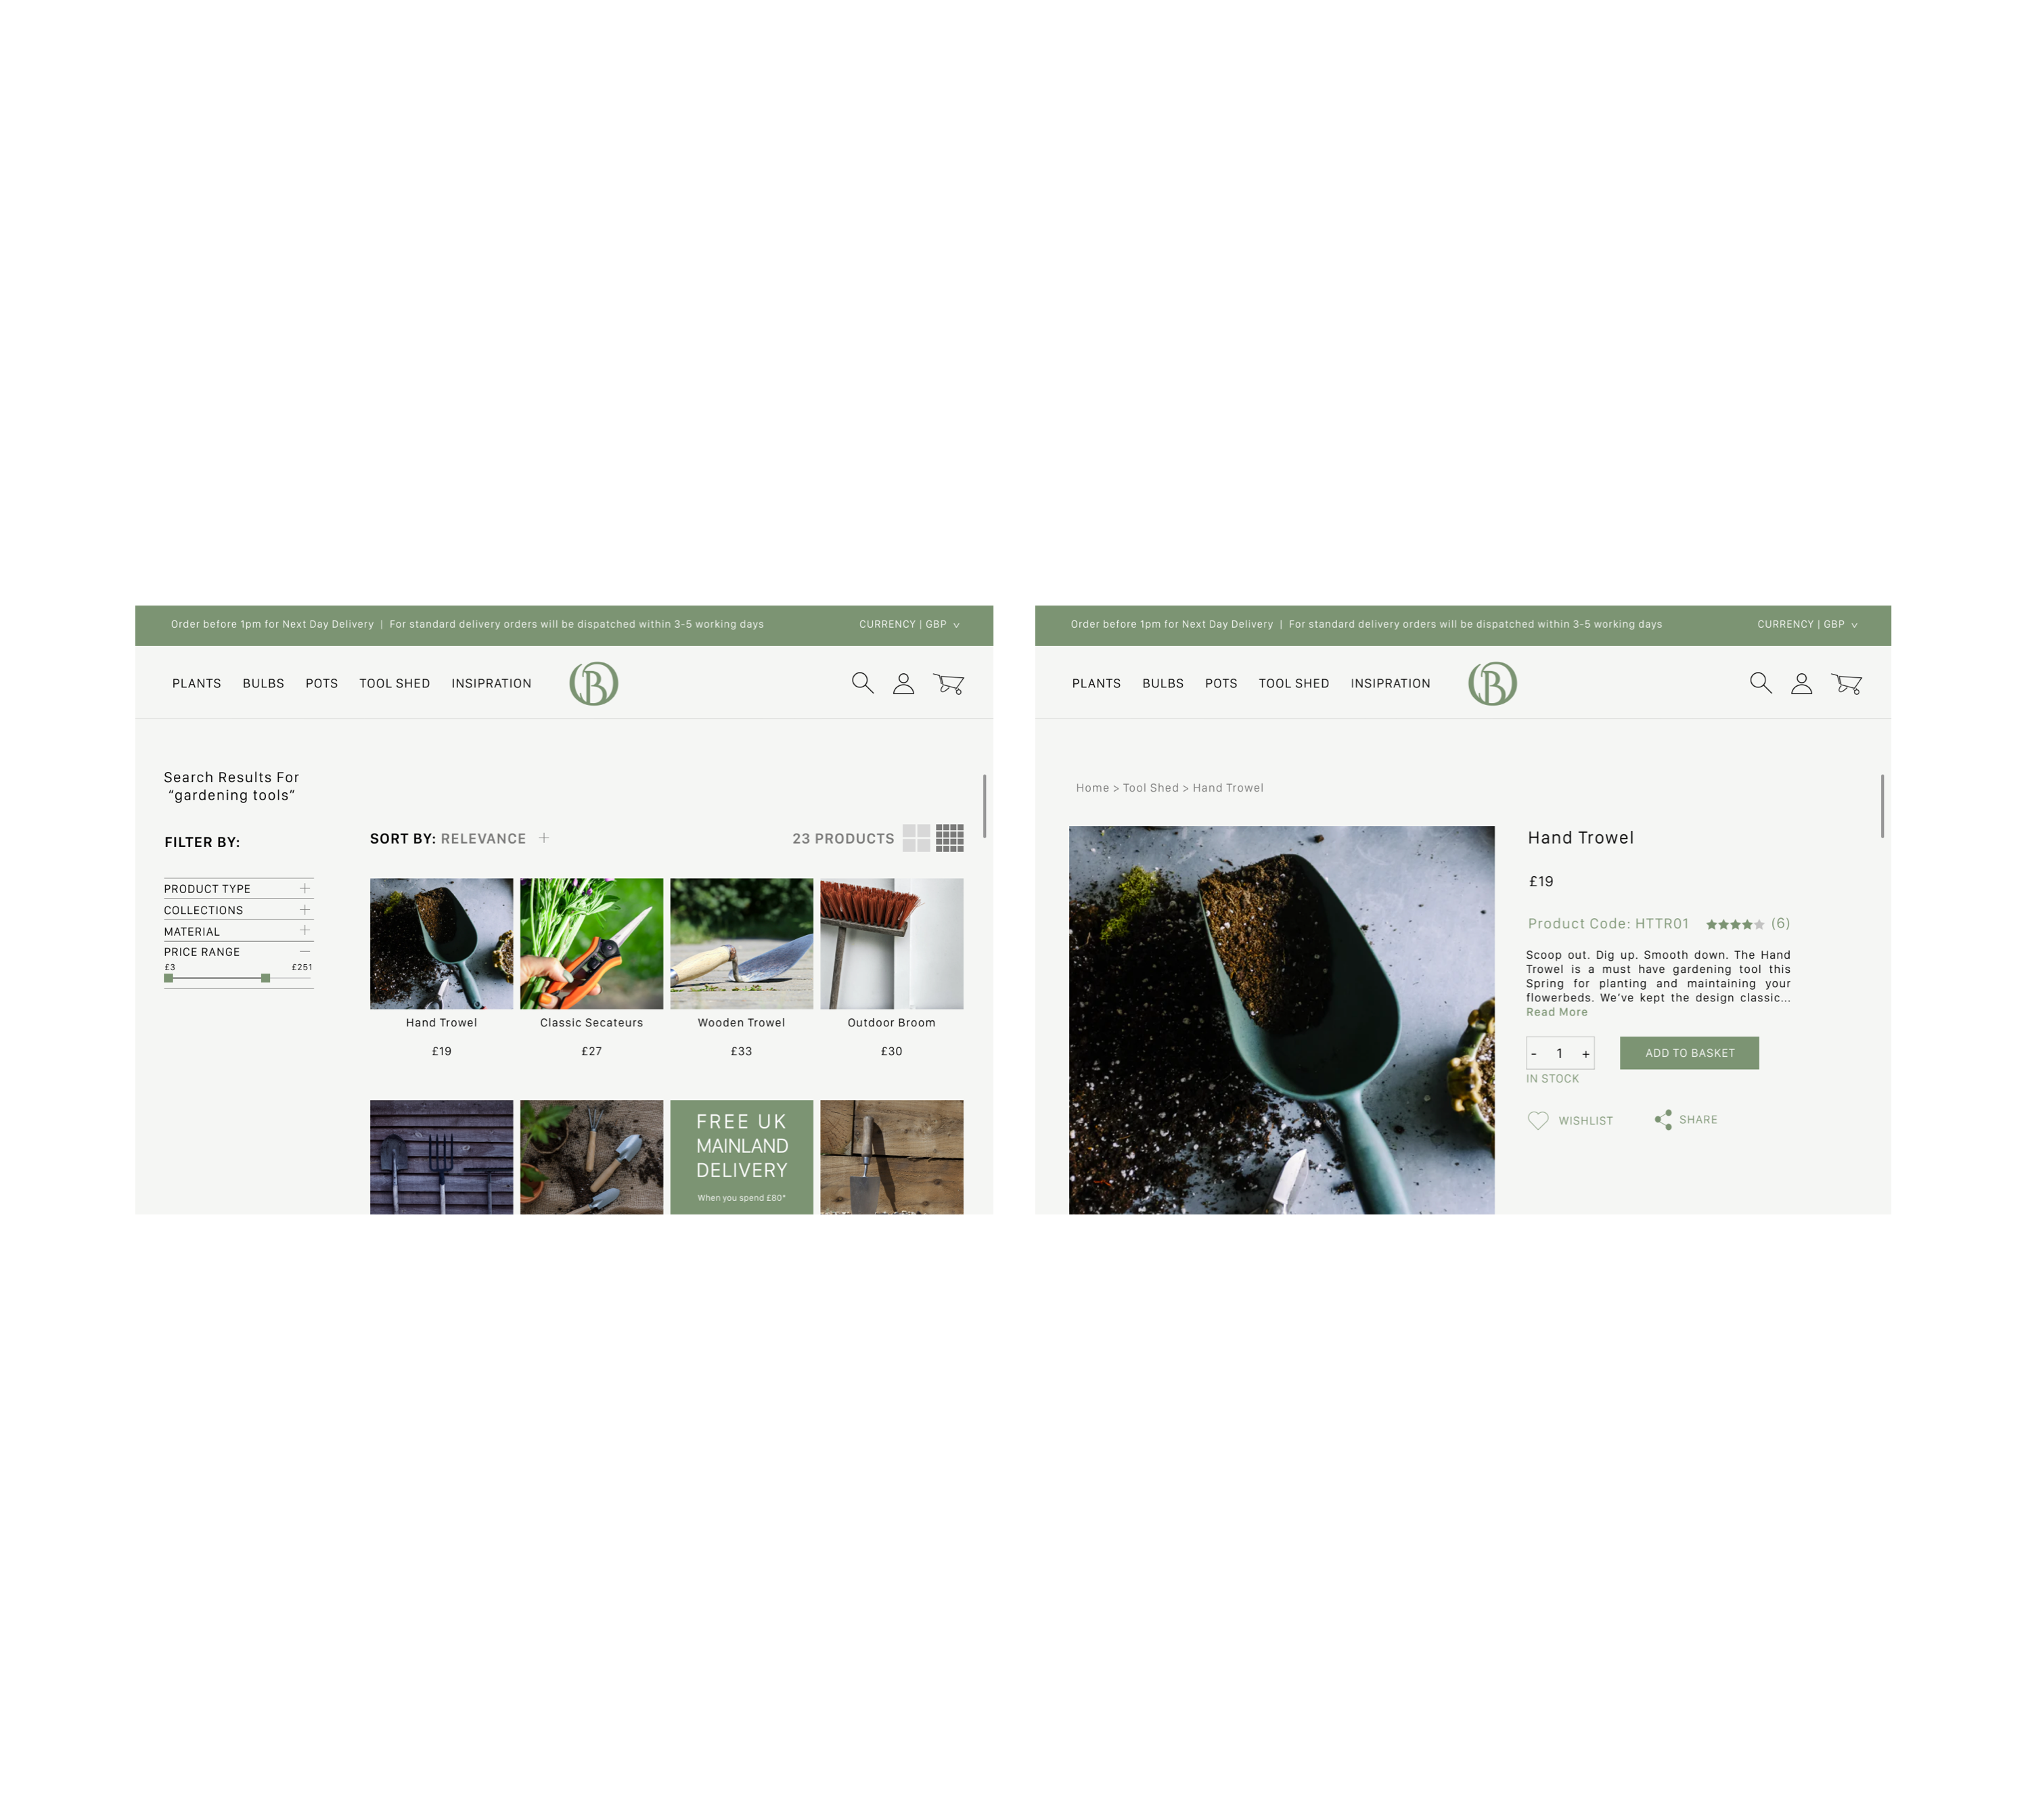 Order before 1pm for Next Day Delivery | For standard delivery orders will be dispatched within 3-5 working days CURRENCY | GBP
PLANTS BULBS POTS TOOL SHED INSIPRATION
Search Results For
“gardening tools”
FILTER BY:
PRODUCT TYPE
COLLECTIONS
MATERIAL
PRICE RANGE
£3 £251
SORT BY: RELEVANCE + 23 PRODUCTS
Hand Trowel Classic Secateurs Wooden Trowel Outdoor Broom
£19 £27 £33 £30
FREE UK
MAINLAND
DELIVERY
When you spend £80*
Order before 1pm for Next Day Delivery | For standard delivery orders will be dispatched within 3-5 working days CURRENCY | GBP
PLANTS BULBS POTS TOOL SHED INSIPRATION
Home > Tool Shed > Hand Trowel
Hand Trowel
£19
Product Code: HTTR01 ★★★★★ (6)
Scoop out. Dig up. Smooth down. The Hand
Trowel is a must have gardening tool this
Spring for planting and maintaining your
flowerbeds. We’ve kept the design classic...
Read More
- 1 + ADD TO BASKET
IN STOCK
WISHLIST SHARE